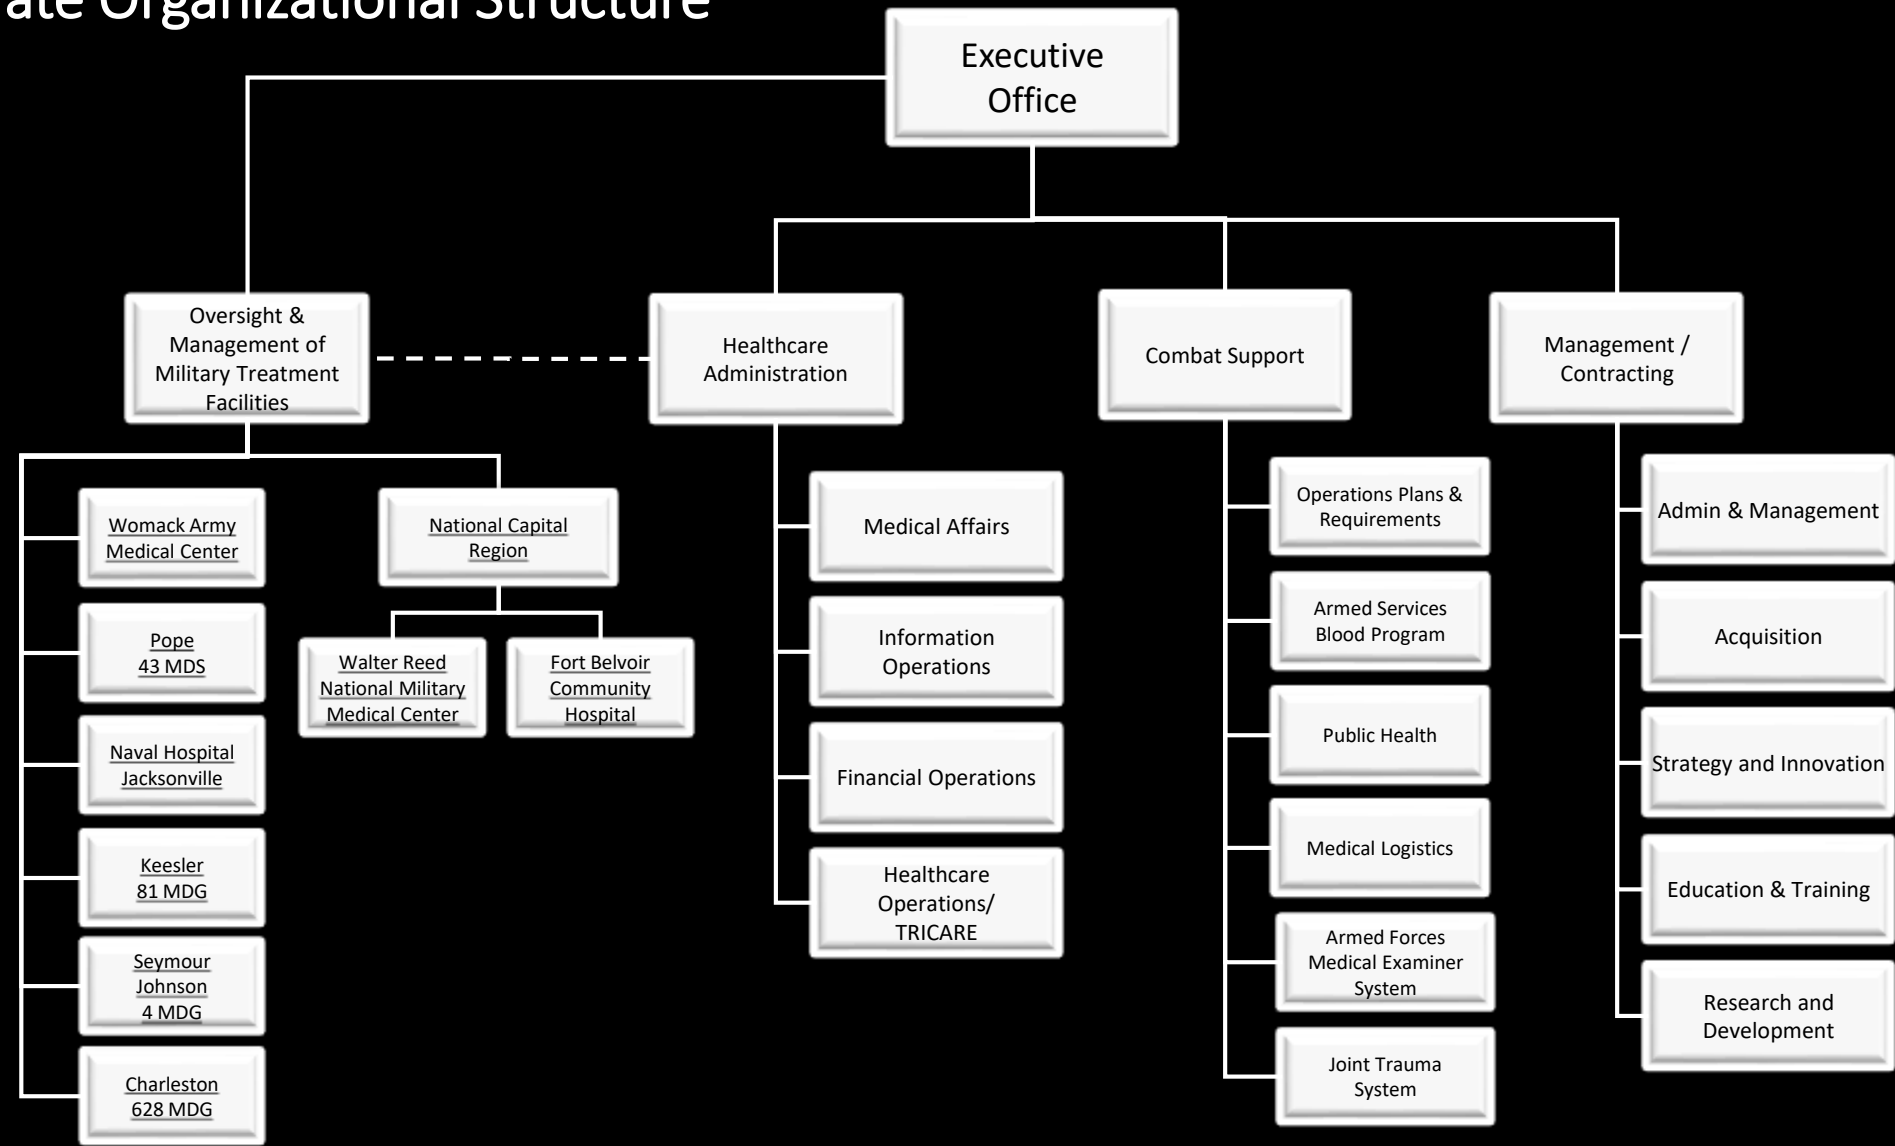 ate Organizational Structure
Executive
Office
Oversight &
Management of
Military Treatment
Facilities
Healthcare
Administration
Combat Support
Management /
Contracting
Womack Army
Medical Center
Pope
43 MDS
Naval Hospital
Jacksonville
Keesler
81 MDG
Seymour
Johnson
4 MDG
Charleston
628 MDG
National Capital
Region
Walter Reed
National Military
Medical Center
Fort Belvoir
Community
Hospital
Medical Affairs
Information
Operations
Financial Operations
Healthcare
Operations/
TRICARE
Operations Plans &
Requirements
Armed Services
Blood Program
Public Health
Medical Logistics
Armed Forces
Medical Examiner
System
Joint Trauma
System
Admin & Management
Acquisition
Strategy and Innovation
Education & Training
Research and
Development